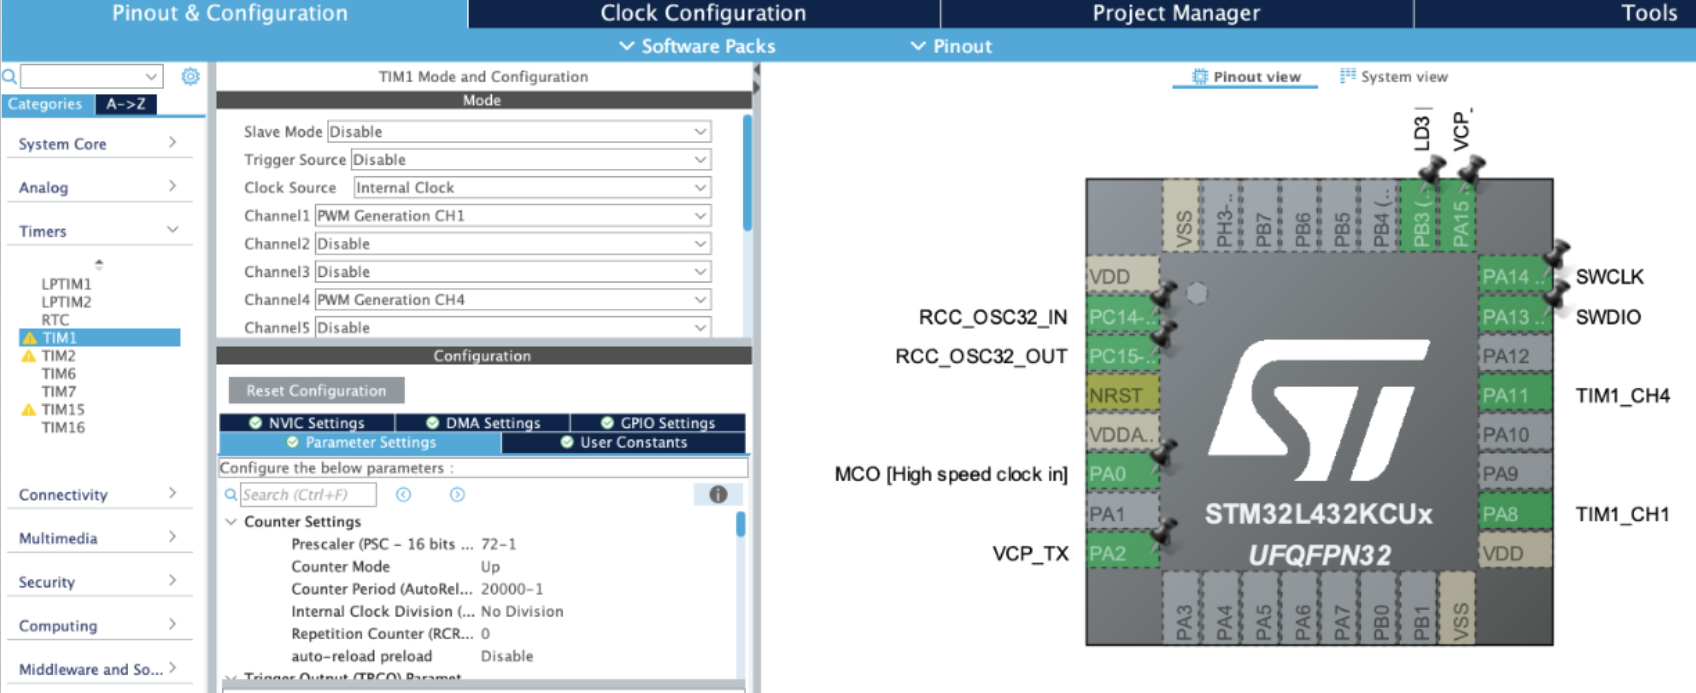 Pinout & Configuration
Clock Configuration
Project Manager
Tools
Software Packs
Pinout
Categories
A->Z
System Core
Analog
Timers
LPTIM1
LPTIM2
RTC
TIM1
TIM2
TIM6
TIM7
TIM15
TIM16
Connectivity
Multimedia
Security
Computing
Middleware and So...
TIM1 Mode and Configuration
Mode
Slave Mode Disable
Trigger Source Disable
Clock Source Internal Clock
Channel1 PWM Generation CH1
Channel2 Disable
Channel3 Disable
Channel4 PWM Generation CH4
Channel5 Disable
Configuration
Reset Configuration
NVIC Settings
DMA Settings
GPIO Settings
Parameter Settings
User Constants
Configure the below parameters :
Search (Ctrl+F)
Counter Settings
Prescaler (PSC - 16 bits ... 72-1
Counter Mode Up
Counter Period (AutoRel... 20000-1
Internal Clock Division (... No Division
Repetition Counter (RCR... 0
auto-reload preload Disable
Trigger Output (TRGO) Paramet
Pinout view
System view
LD3
VCP_
VSS
PH3-..
PB7
PB6
PB5
PB4 (..
PB3 (..
PA15 ..
VDD
RCC_OSC32_IN
PC14-..
RCC_OSC32_OUT
PC15-..
NRST
VDDA..
MCO [High speed clock in]
PA0
PA1
VCP_TX
PA2
STM32L432KCUx
UFQFPN32
PA14 ..
SWCLK
PA13 ..
SWDIO
PA12
PA11
TIM1_CH4
PA10
PA9
PA8
TIM1_CH1
VDD
PA3
PA4
PA5
PA6
PA7
PB0
PB1
VSS